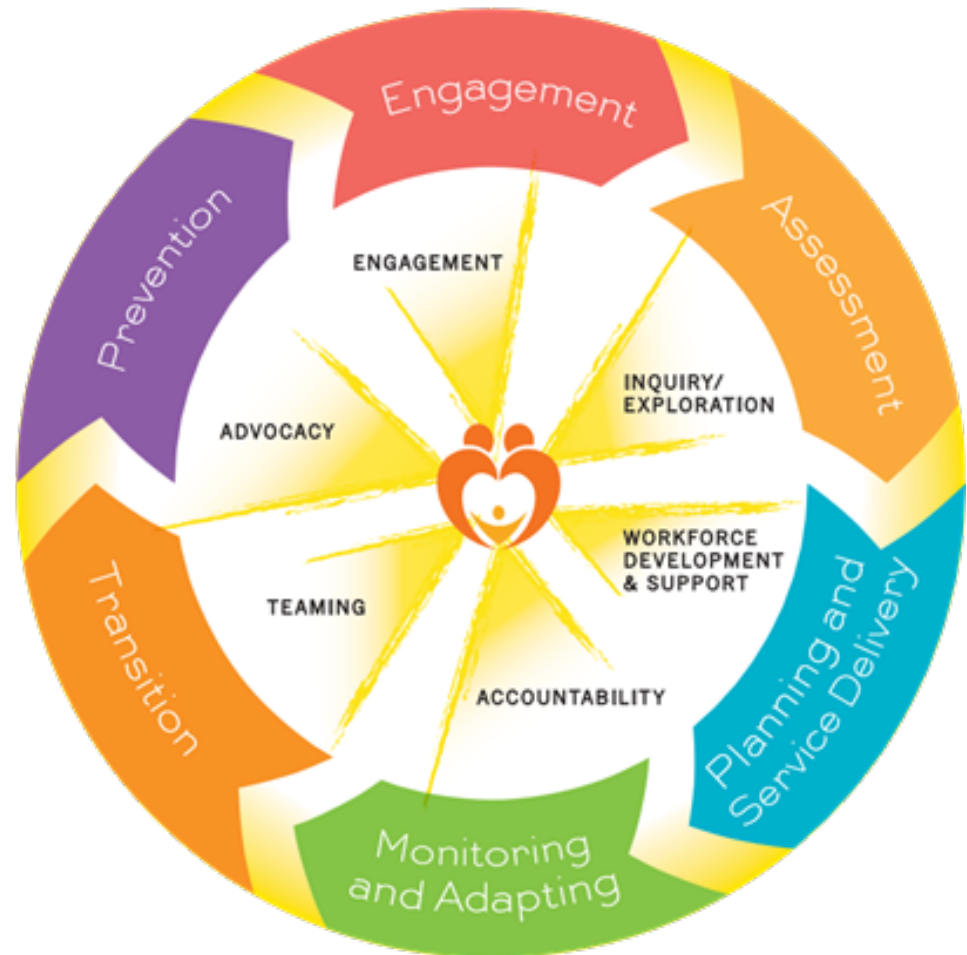 Engagement
Assessment
Planning and
Service Delivery
Monitoring
and Adapting
Transition
Prevention
ENGAGEMENT
INQUIRY/
EXPLORATION
WORKFORCE
DEVELOPMENT
& SUPPORT
ACCOUNTABILITY
TEAMING
ADVOCACY